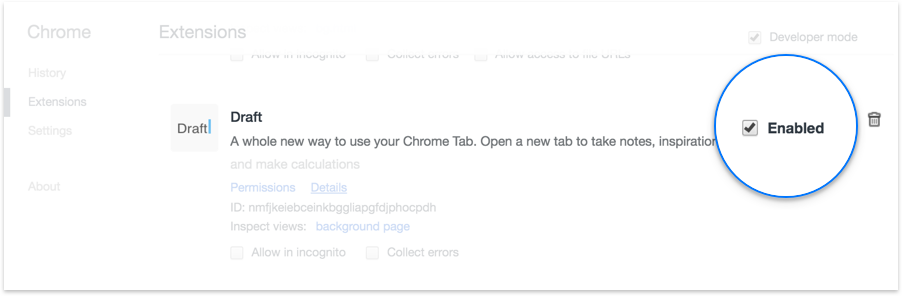 Chrome
Extensions
Developer mode
History
Extensions
Settings
About
Allow in incognito Collect errors Allow access to file URLs
Draft
Draft
A whole new way to use your Chrome Tab. Open a new tab to take notes, inspiration
and make calculations
Permissions Details
ID: nmfjkeiebceinkbggliapgfdjphocpdh
Inspect views: background page
Allow in incognito Collect errors
Enabled